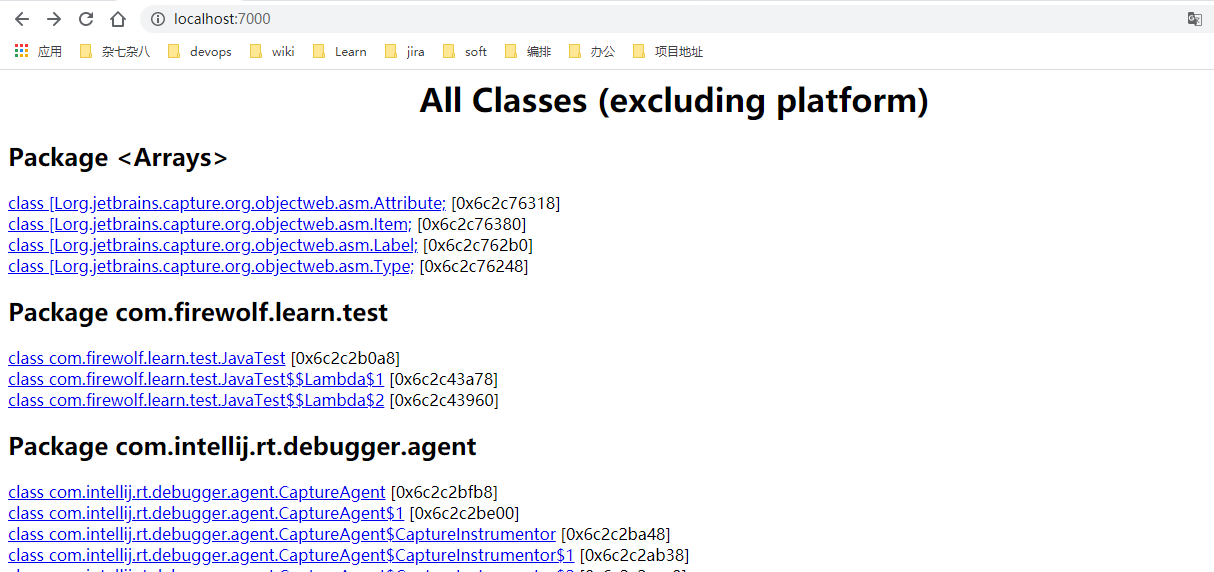 localhost:7000
应用 杂七杂八 devops wiki Learn jira soft 编排 办公 项目地址
All Classes (excluding platform)
Package <Arrays>
class [Lorg.jetbrains.capture.org.objectweb.asm.Attribute; [0x6c2c76318]
class [Lorg.jetbrains.capture.org.objectweb.asm.Item; [0x6c2c76380]
class [Lorg.jetbrains.capture.org.objectweb.asm.Label; [0x6c2c762b0]
class [Lorg.jetbrains.capture.org.objectweb.asm.Type; [0x6c2c76248]
Package com.firewolf.learn.test
class com.firewolf.learn.test.JavaTest [0x6c2c2b0a8]
class com.firewolf.learn.test.JavaTest$$Lambda$1 [0x6c2c43a78]
class com.firewolf.learn.test.JavaTest$$Lambda$2 [0x6c2c43960]
Package com.intellij.rt.debugger.agent
class com.intellij.rt.debugger.agent.CaptureAgent [0x6c2c2bfb8]
class com.intellij.rt.debugger.agent.CaptureAgent$1 [0x6c2c2be00]
class com.intellij.rt.debugger.agent.CaptureAgent$CaptureInstrumentor [0x6c2c2ba48]
class com.intellij.rt.debugger.agent.CaptureAgent$CaptureInstrumentor$1 [0x6c2c2ab38]